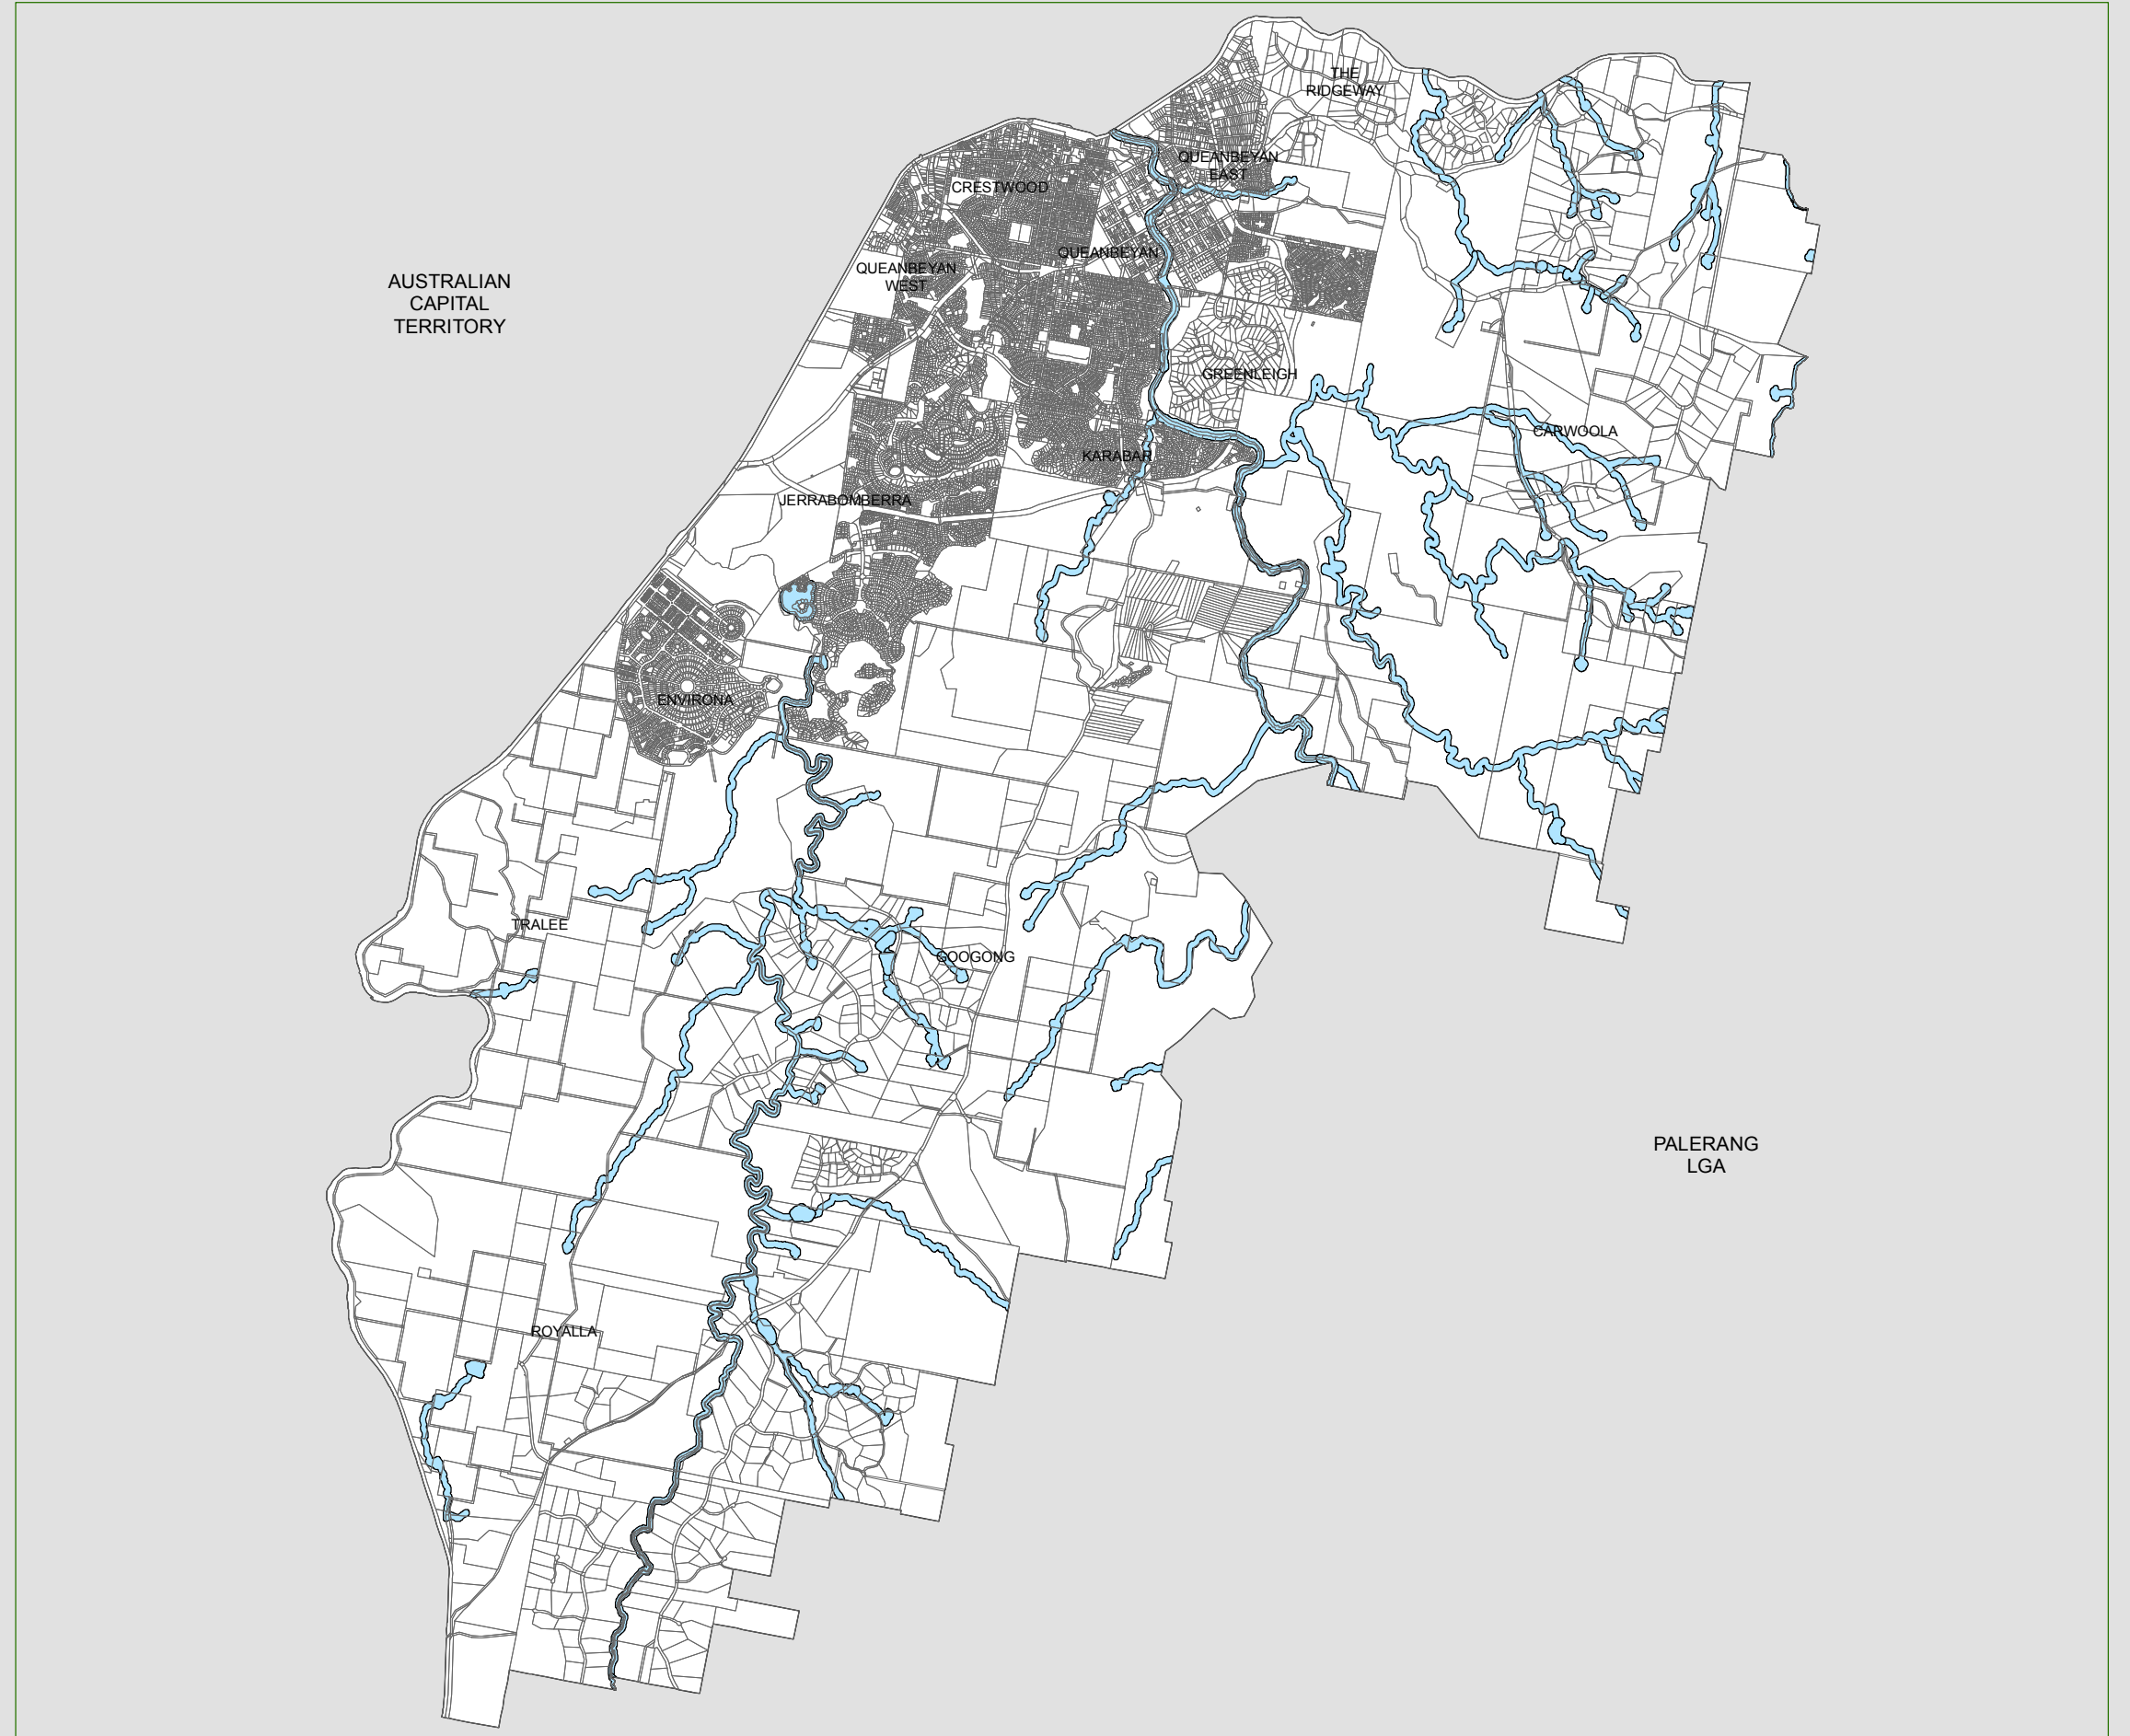 THE
RIDGEWAY
QUEANBEYAN
EAST
CRESTWOOD
QUEANBEYAN
QUEANBEYAN
WEST
AUSTRALIAN
CAPITAL
TERRITORY
GREENLEIGH
CARWOOLA
KARABAR
JERRABOMBERRA
ENVIRONA
TRALEE
GOOGONG
PALERANG
LGA
ROYALLA